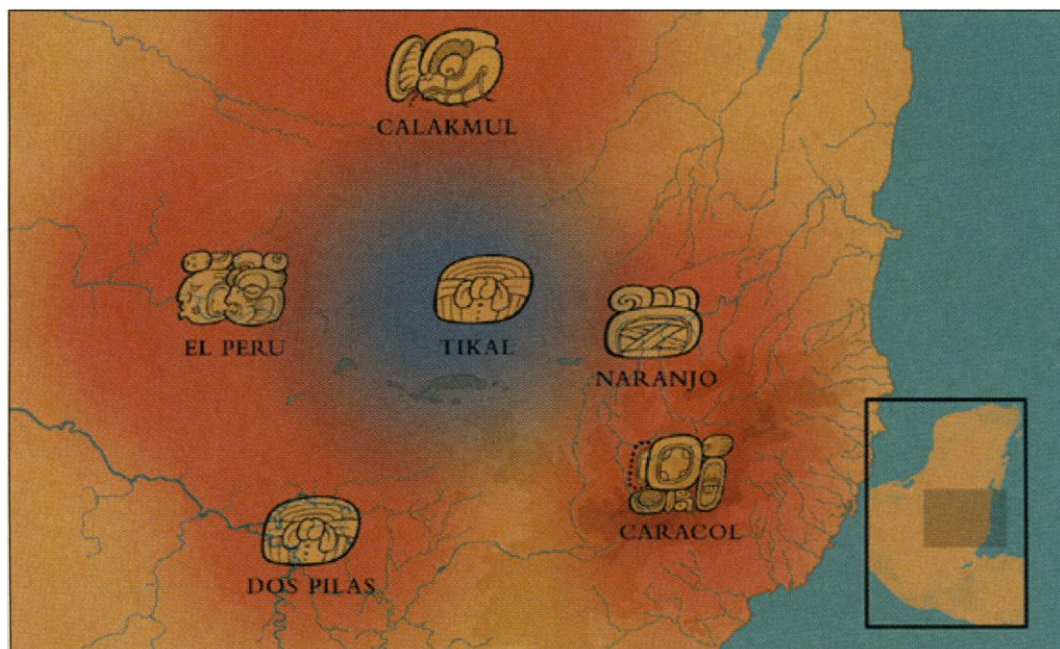 CALAKMUL
EL PERU
TIKAL
NARANJO
CARACOL
DOS PILAS